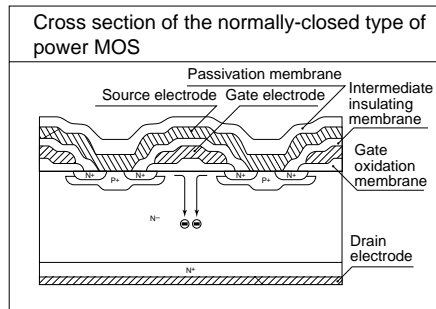 Cross section of the normally-closed type of
power MOS
Passivation membrane
Source electrode
Gate electrode
Intermediate
insulating
membrane
Gate
oxidation
membrane
N+
N+
N+
N+
P+
P+
N−
N+
Drain
electrode